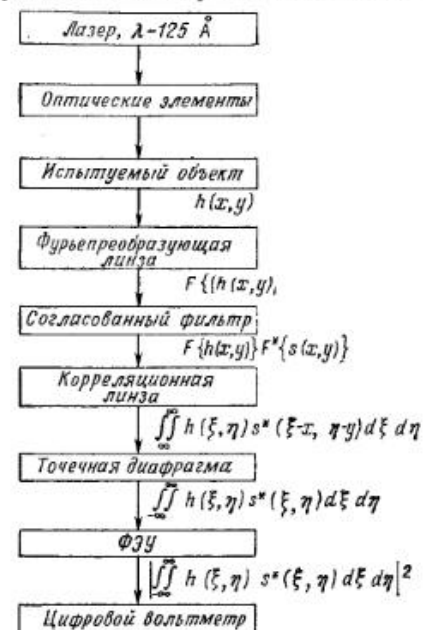 Лазер, λ-125 Å
Оптические элементы
Испытуемый объект
h(x,y)
Фурьепреобразующая
линза
F{(h(x,y),
Согласованный фильтр
F{h(x,y)}F*{s(x,y)}
Корреляционная
линза
∞∬-∞ h(ξ,η)s*(ξ-x, η-y)dξ dη
Точечная диафрагма
∞∬-∞ h(ξ,η)s*(ξ,η)dξ dη
ФЭУ
|∞∬-∞ h(ξ,η) s*(ξ,η)dξ dη|²
Цифровой вольтметр